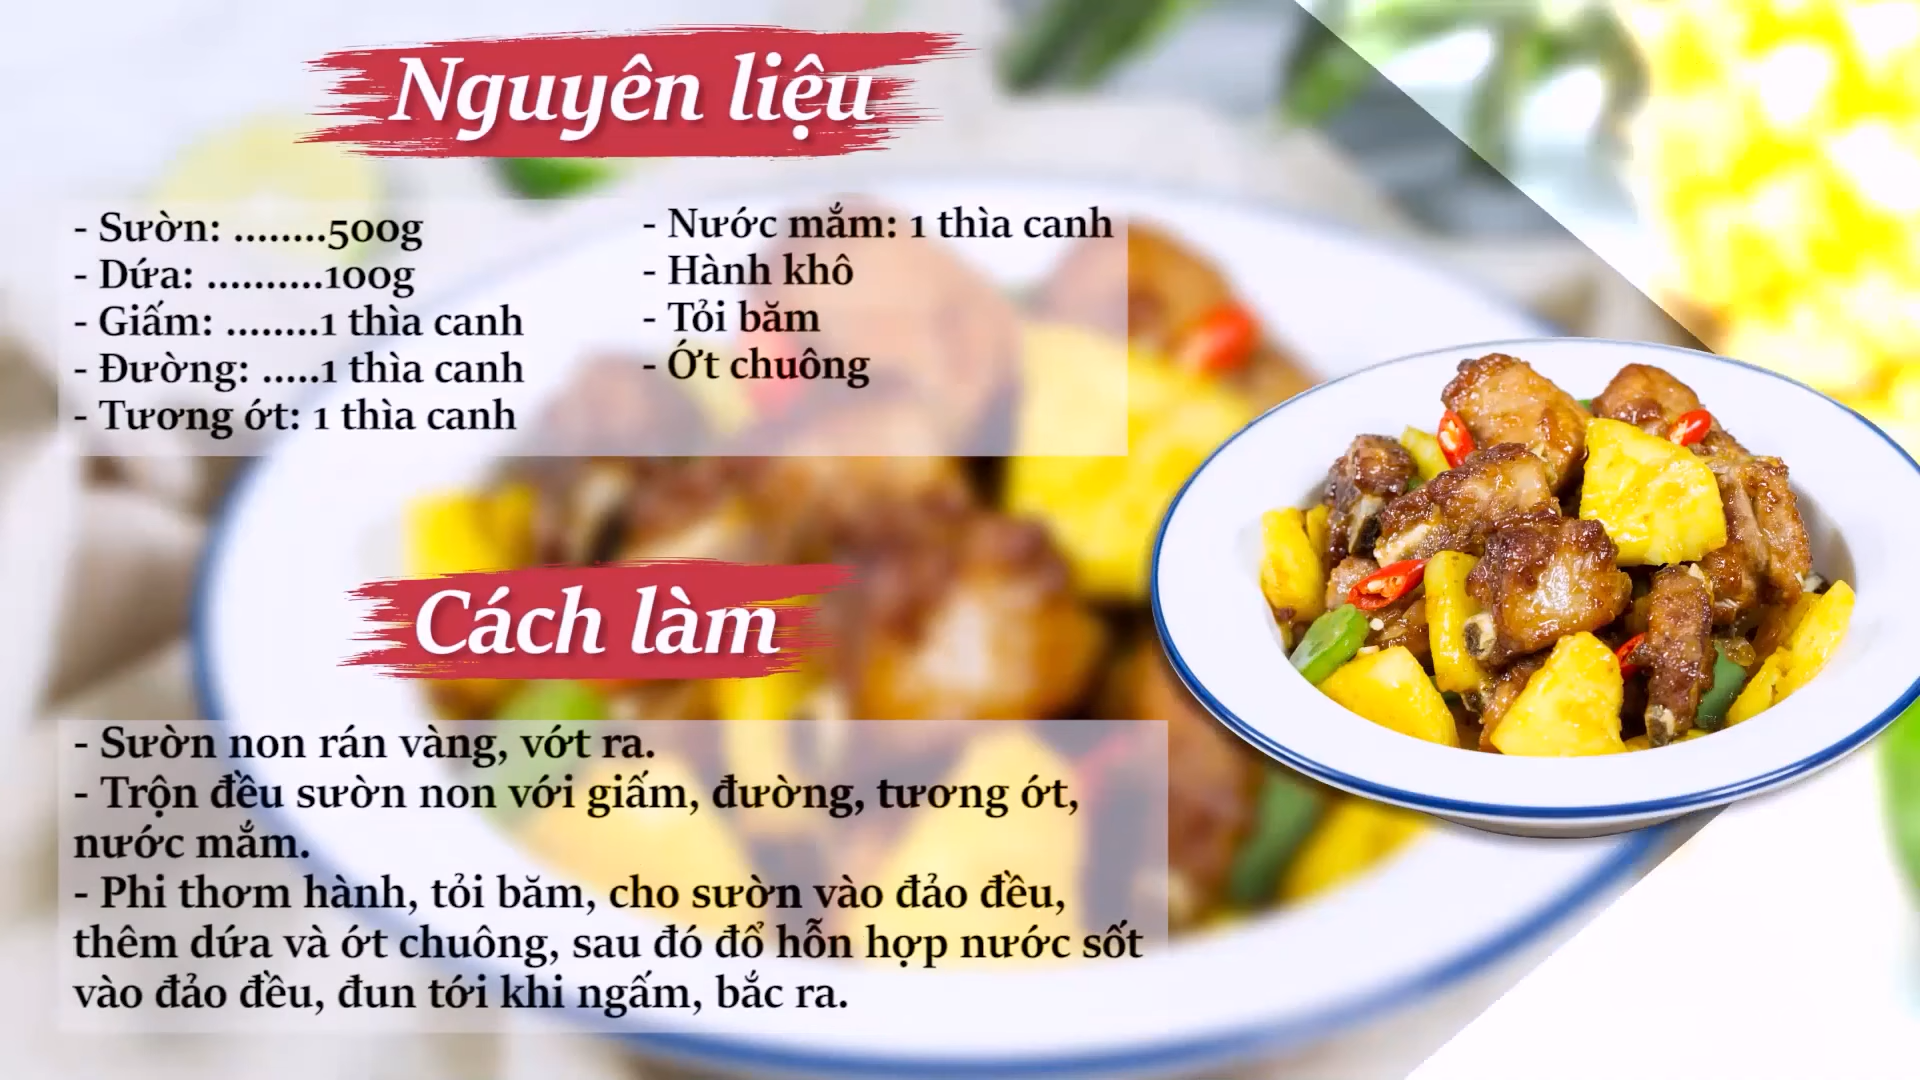 Nguyên liệu
- Sườn: ........500g
- Dứa: ..........100g
- Giấm: ........1 thìa canh
- Đường: .....1 thìa canh
- Tương ớt: 1 thìa canh
- Nước mắm: 1 thìa canh
- Hành khô
- Tỏi băm
- Ớt chuông
Cách làm
- Sườn non rán vàng, vớt ra.
- Trộn đều sườn non với giấm, đường, tương ớt,
nước mắm.
- Phi thơm hành, tỏi băm, cho sườn vào đảo đều,
thêm dứa và ớt chuông, sau đó đổ hỗn hợp nước sốt
vào đảo đều, đun tới khi ngấm, bắc ra.